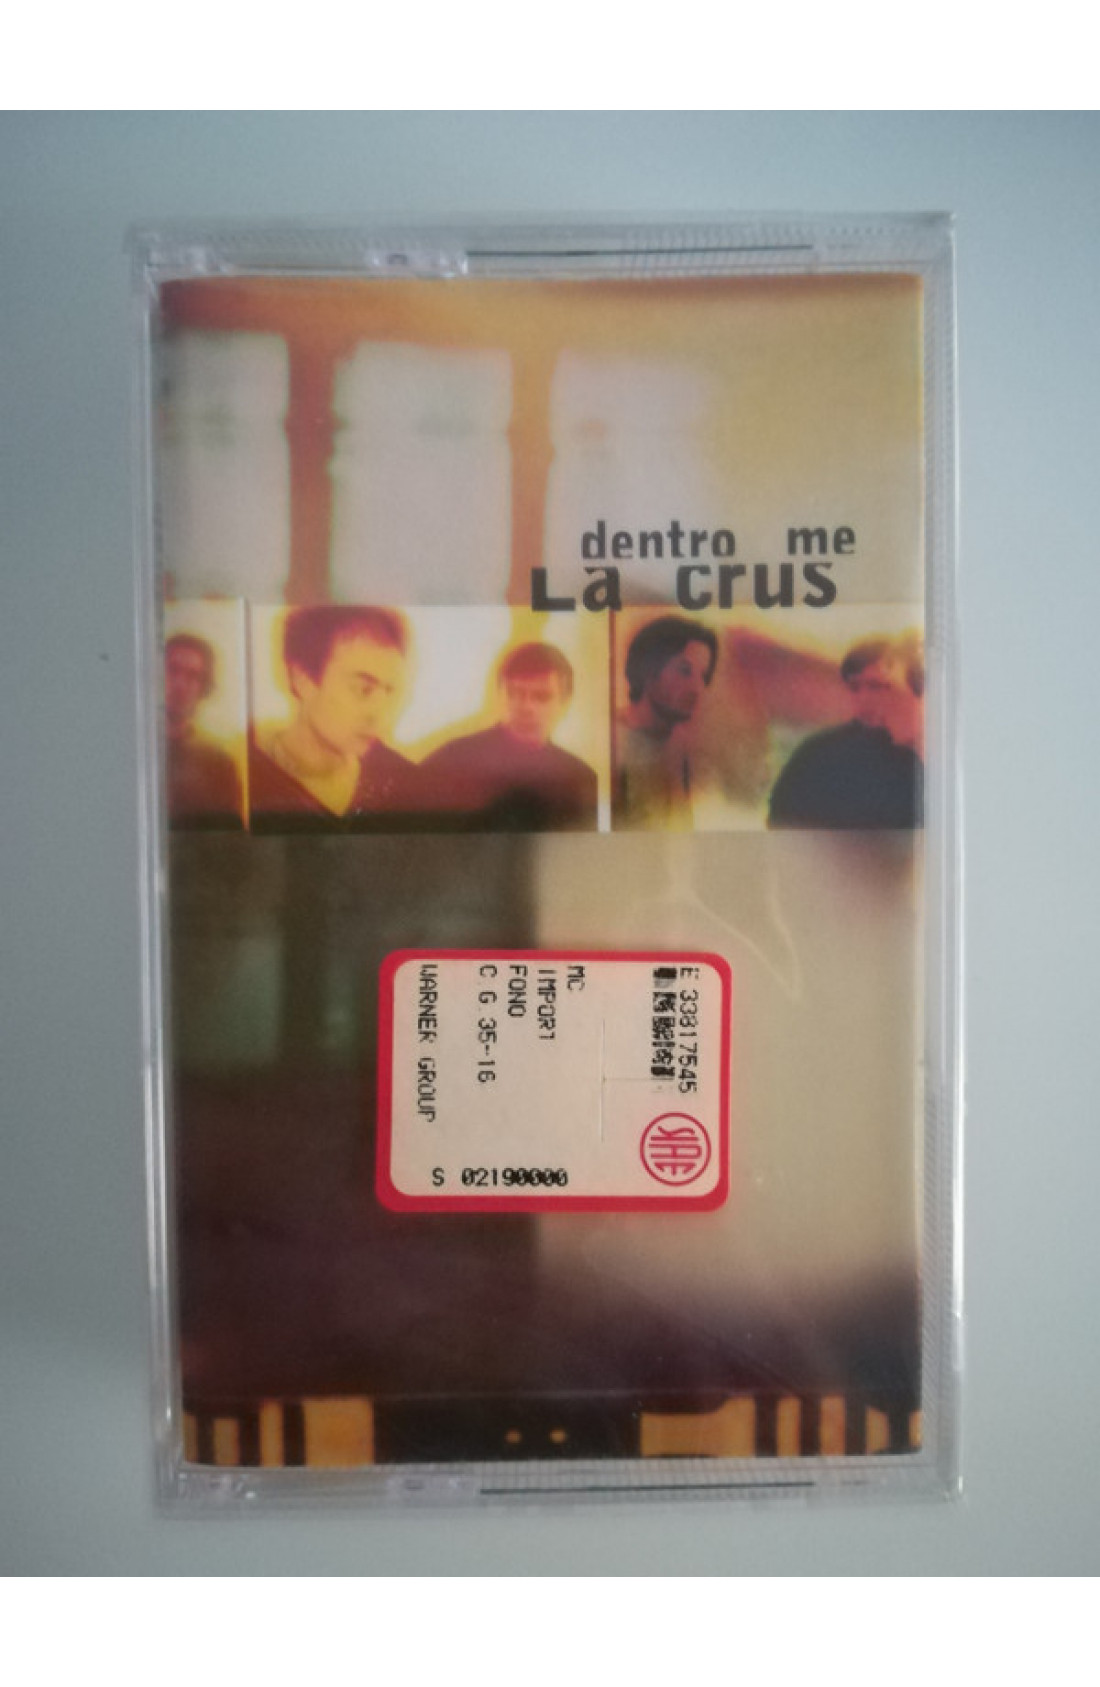 dentro me
La crus
E 33817545
MC
IMPORT
FONO
C G 35-16
WARNER GROUP
SIAE
S 02190000